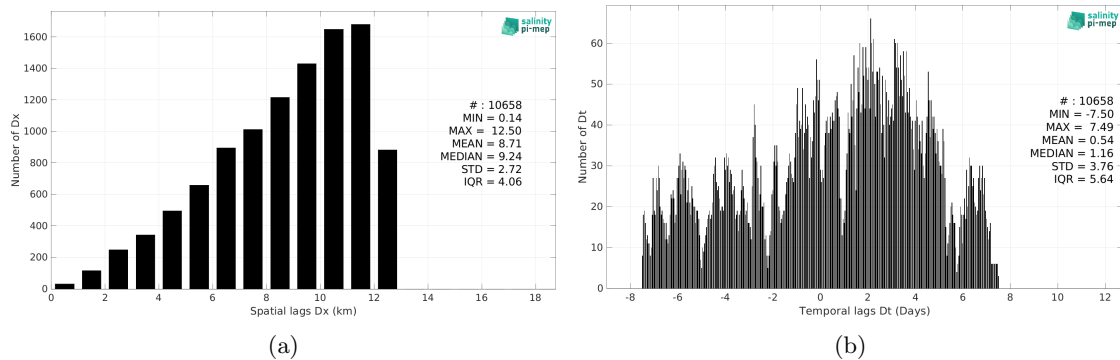 1600
1400
1200
1000
800
600
400
200
0
Number of Dx
0 2 4 6 8 10 12 14 16 18
Spatial lags Dx (km)
salinity
pi-mep
# : 10658
MIN = 0.14
MAX = 12.50
MEAN = 8.71
MEDIAN = 9.24
STD = 2.72
IQR = 4.06
(a)
60
50
40
30
20
10
0
Number of Dt
-8 -6 -4 -2 0 2 4 6 8 10 12
Temporal lags Dt (Days)
salinity
pi-mep
# : 10658
MIN = -7.50
MAX = 7.49
MEAN = 0.54
MEDIAN = 1.16
STD = 3.76
IQR = 5.64
(b)